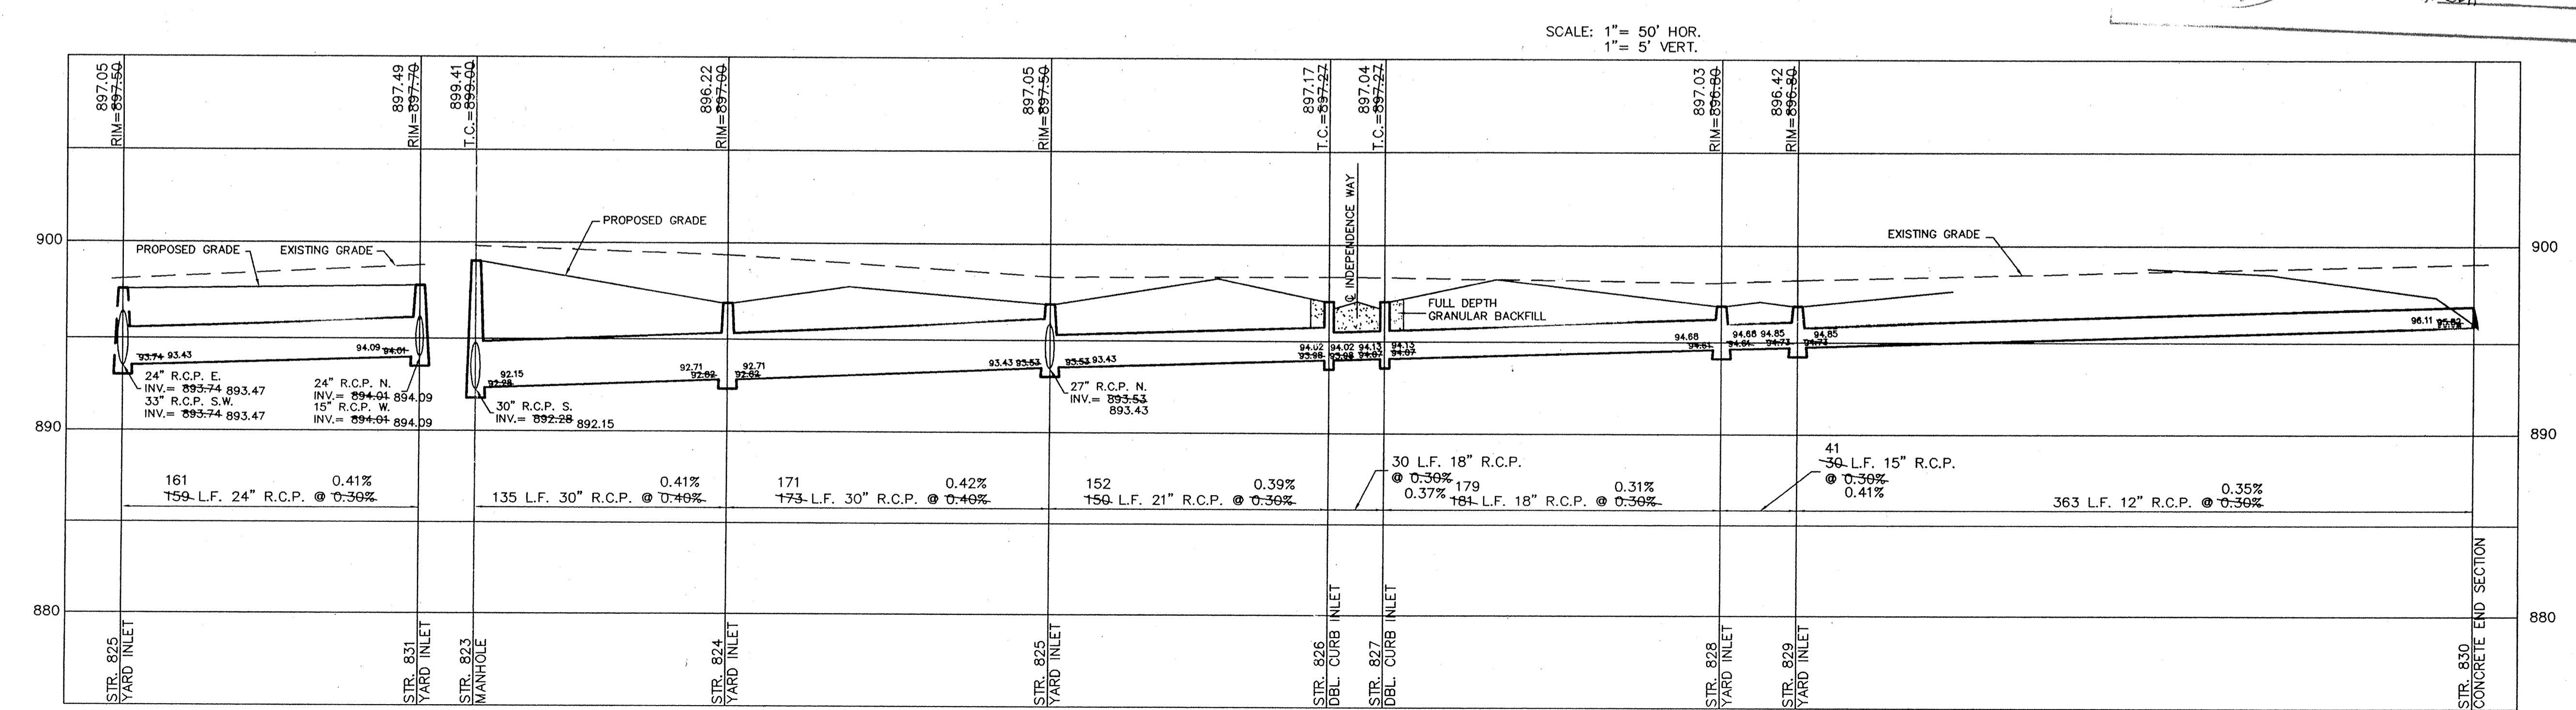 SCALE: 1"= 50' HOR.
1"= 5' VERT.
897.05
RIM=897.50
897.49
RIM=897.70
899.41
T.C.=899.00
896.22
RIM=897.00
897.05
RIM=897.50
897.17
T.C.=897.27
897.04
T.C.=897.27
897.03
RIM=896.80
896.42
RIM=896.80
℄ INDEPENDENCE WAY
900
PROPOSED GRADE
EXISTING GRADE
PROPOSED GRADE
EXISTING GRADE
900
FULL DEPTH
GRANULAR BACKFILL
93.74 93.43
94.09
94.01
92.15
92.28
92.71
92.82
92.71
92.82
93.43 93.53
93.53 93.43
94.02
93.98
94.02
93.98
94.13
94.07
94.13
94.07
94.68
94.61
94.68
94.61
94.85
94.73
94.85
94.73
96.11 95.82
24" R.C.P. E.
INV.= 893.74 893.47
33" R.C.P. S.W.
INV.= 893.74 893.47
24" R.C.P. N.
INV.= 894.01 894.09
15" R.C.P. W.
INV.= 894.01 894.09
30" R.C.P. S.
INV.= 892.28 892.15
27" R.C.P. N.
INV.= 893.53
893.43
890
890
161 0.41%
159 L.F. 24" R.C.P. @ 0.30%
0.41%
135 L.F. 30" R.C.P. @ 0.40%
171 0.42%
173 L.F. 30" R.C.P. @ 0.40%
152 0.39%
150 L.F. 21" R.C.P. @ 0.30%
30 L.F. 18" R.C.P.
@ 0.30%
0.37%
179 0.31%
181 L.F. 18" R.C.P. @ 0.30%
41
30 L.F. 15" R.C.P.
@ 0.30%
0.41%
0.35%
363 L.F. 12" R.C.P. @ 0.30%
880
880
STR. 825
YARD INLET
STR. 831
YARD INLET
STR. 823
MANHOLE
STR. 824
YARD INLET
STR. 825
YARD INLET
STR. 826
DBL. CURB INLET
STR. 827
DBL. CURB INLET
STR. 828
YARD INLET
STR. 829
YARD INLET
STR. 830
CONCRETE END SECTION